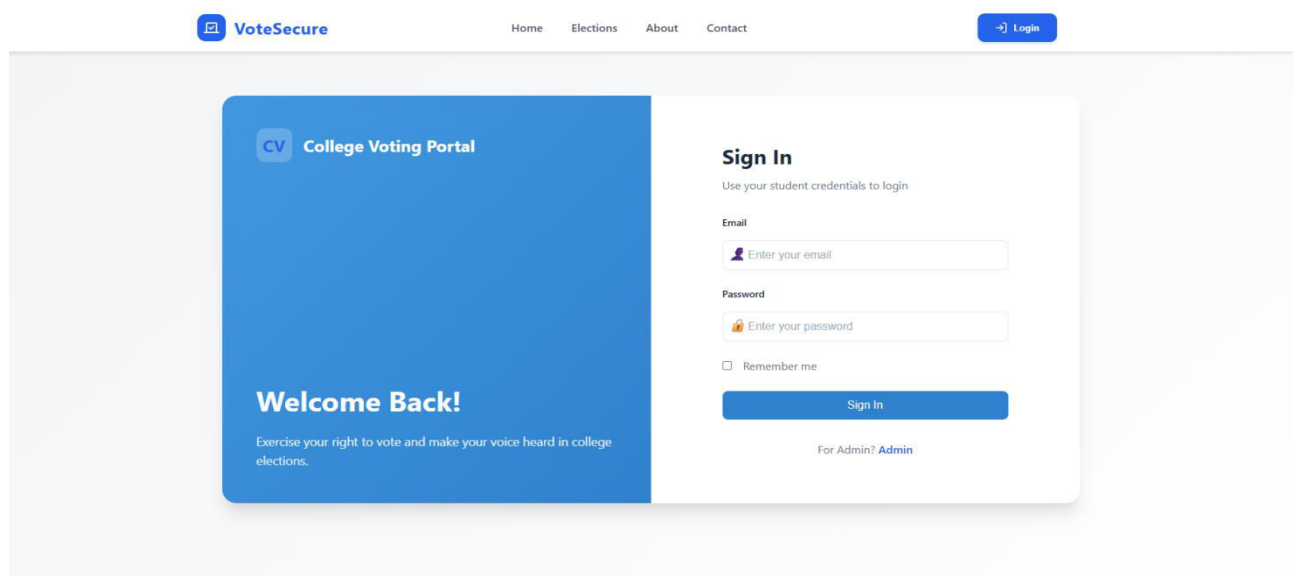 VoteSecure
Home Elections About Contact
Login
CV College Voting Portal
Welcome Back!
Exercise your right to vote and make your voice heard in college
elections.
Sign In
Use your student credentials to login
Email
Enter your email
Password
Enter your password
Remember me
Sign In
For Admin? Admin